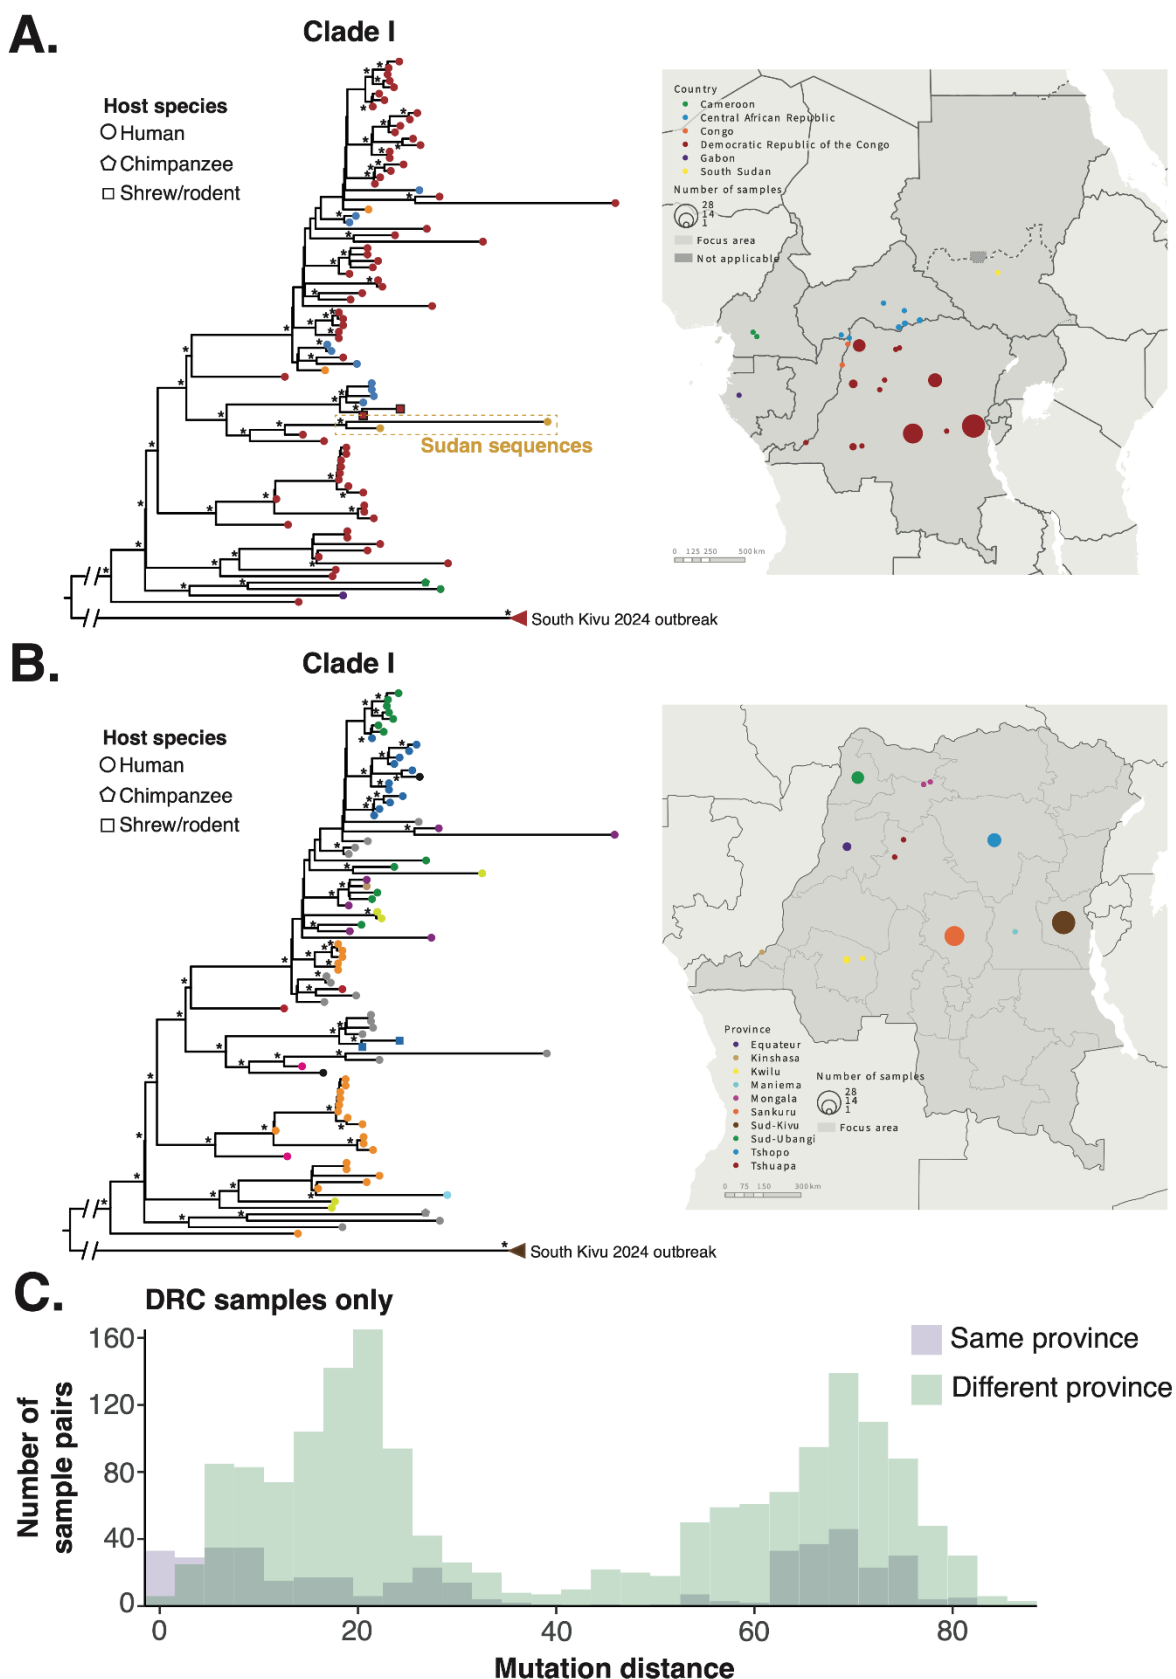 A.
Clade I
Host species
Human
Chimpanzee
Shrew/rodent
Sudan sequences
South Kivu 2024 outbreak
Country
Cameroon
Central African Republic
Congo
Democratic Republic of the Congo
Gabon
South Sudan
Number of samples
28
14
1
Focus area
Not applicable
0 125 250 500 km
B.
Clade I
Host species
Human
Chimpanzee
Shrew/rodent
South Kivu 2024 outbreak
Province
Equateur
Kinshasa
Kwilu
Maniema
Mongala
Sankuru
Sud-Kivu
Sud-Ubangi
Tshopo
Tshuapa
Number of samples
28
14
1
Focus area
0 75 150 300 km
C.
DRC samples only
Same province
Different province
Number of
sample pairs
160
120
80
40
0
0 20 40 60 80
Mutation distance